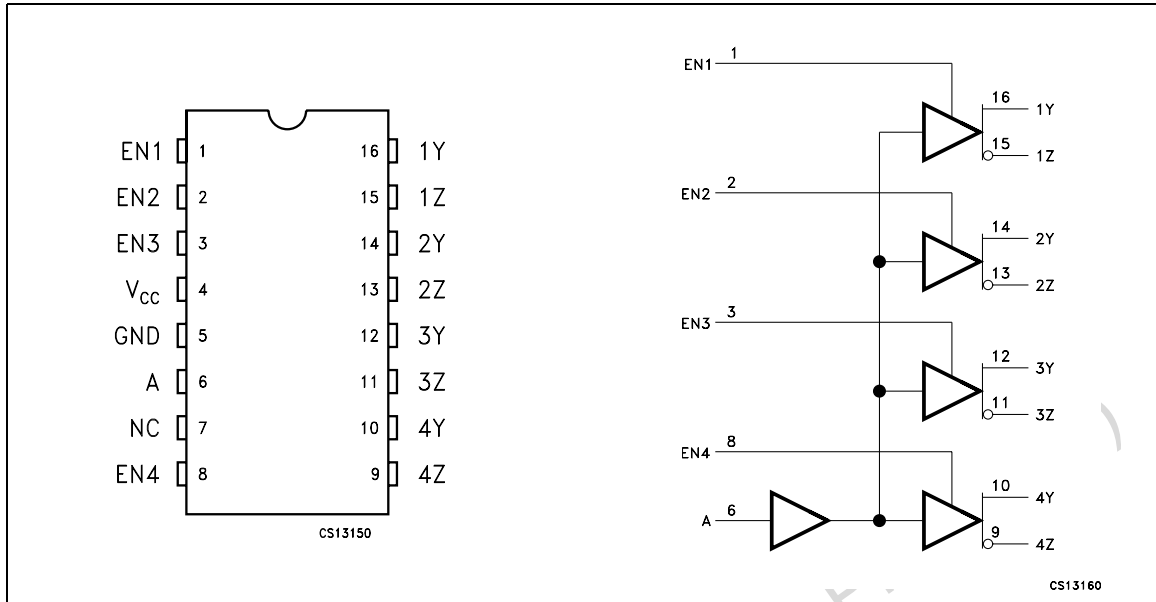 EN1 1 16 1Y
EN2 2 15 1Z
EN3 3 14 2Y
VCC 4 13 2Z
GND 5 12 3Y
A 6 11 3Z
NC 7 10 4Y
EN4 8 9 4Z
CS13150
EN1 1
16 1Y
15 1Z
EN2 2
14 2Y
13 2Z
EN3 3
12 3Y
11 3Z
EN4 8
10 4Y
A 6
9 4Z
CS13160